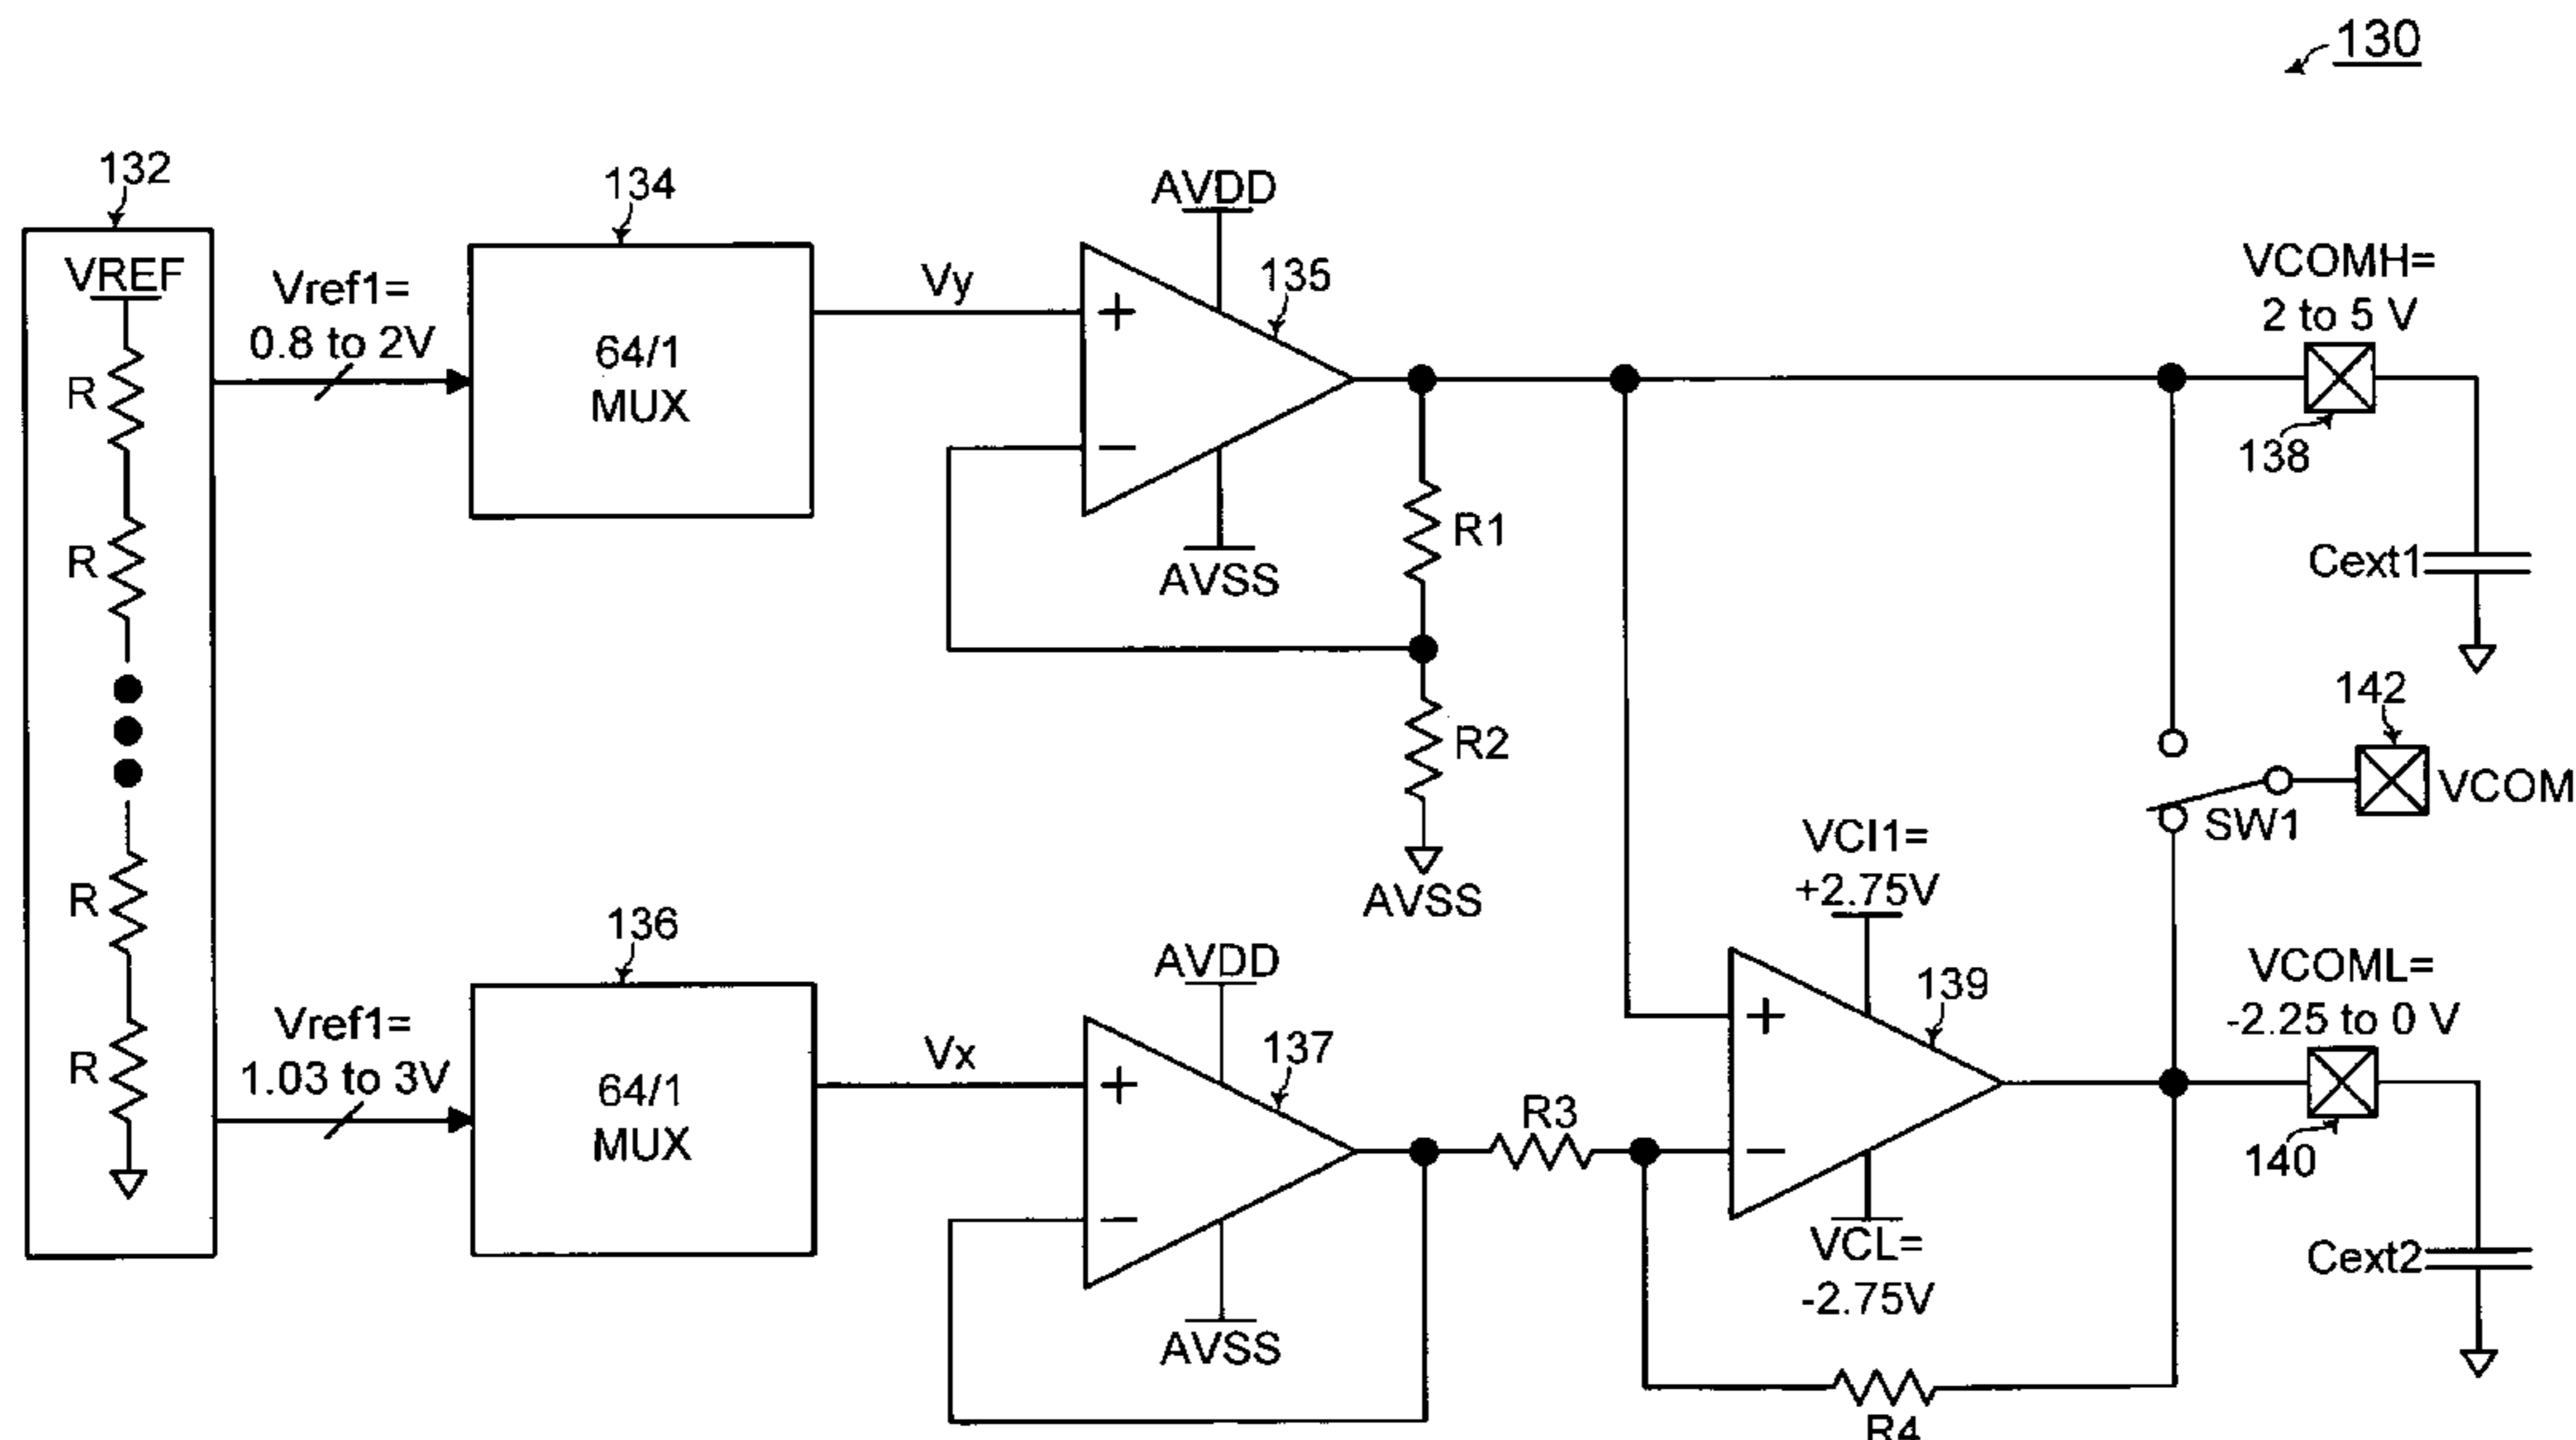 130
132
VREF
R
R
R
R
Vref1=
0.8 to 2V
134
64/1
MUX
Vy
AVDD
135
+
−
AVSS
R1
R2
AVSS
VCOMH=
2 to 5 V
138
Cext1
142
VCOM
SW1
Vref1=
1.03 to 3V
136
64/1
MUX
Vx
AVDD
137
+
−
AVSS
R3
VCI1=
+2.75V
139
+
−
VCL=
-2.75V
R4
VCOML=
-2.25 to 0 V
140
Cext2